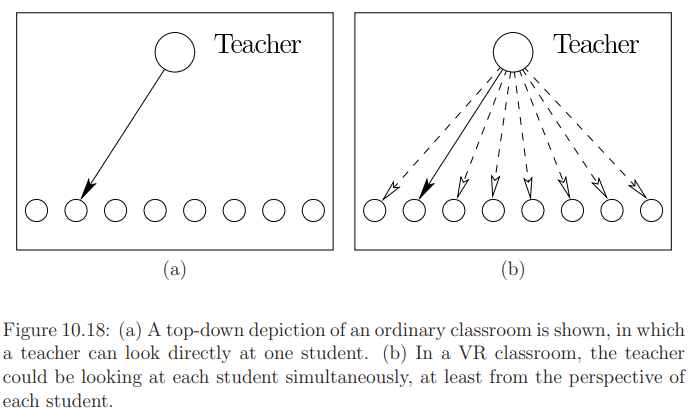 Teacher
Teacher
(a)
(b)
Figure 10.18: (a) A top-down depiction of an ordinary classroom is shown, in which
a teacher can look directly at one student. (b) In a VR classroom, the teacher
could be looking at each student simultaneously, at least from the perspective of
each student.